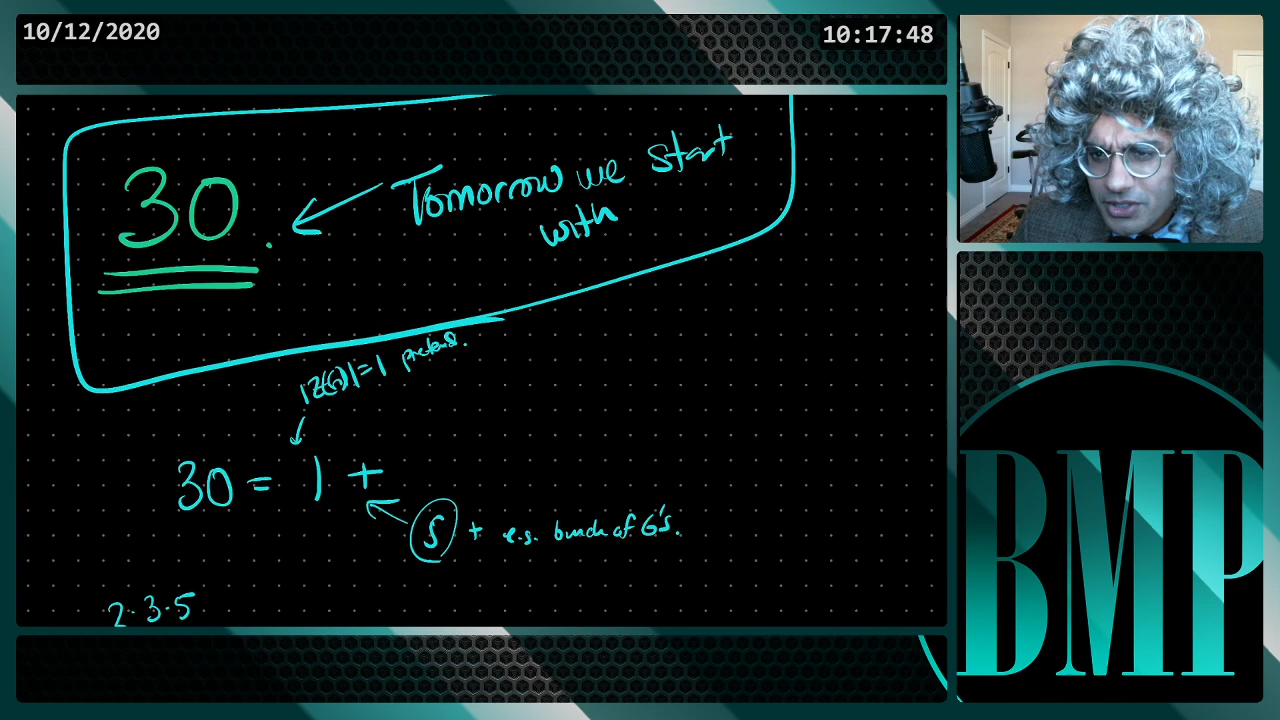 10/12/2020
10:17:48
30. ← Tomorrow we start
with
|Z(G)|=1 pretend.
30 = 1 +
5 + e.g. bunch of 6's.
2·3·5
BMP